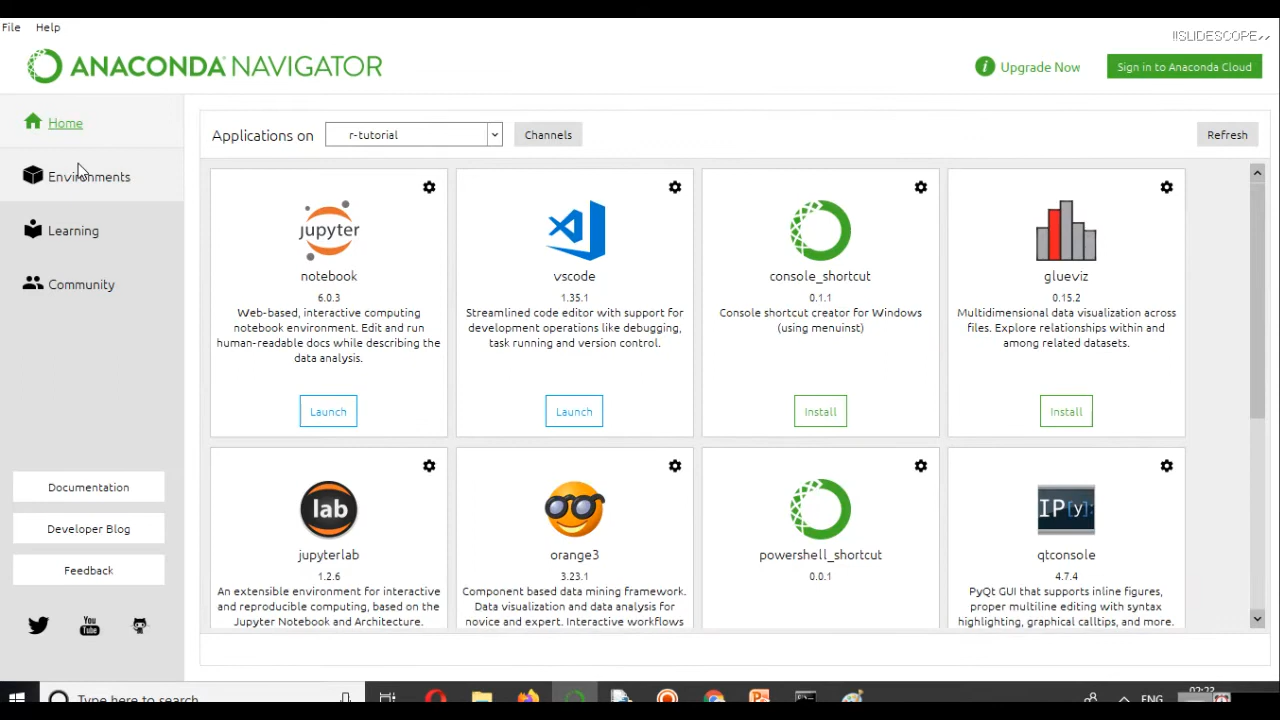 File Help
!!SLIDESCOPE
ANACONDA NAVIGATOR
i Upgrade Now
Sign in to Anaconda Cloud
Home
Environments
Learning
Community
Documentation
Developer Blog
Feedback
You
Tube
Applications on r-tutorial Channels Refresh
jupyter
notebook
6.0.3
Web-based, interactive computing
notebook environment. Edit and run
human-readable docs while describing the
data analysis.
Launch
vscode
1.35.1
Streamlined code editor with support for
development operations like debugging,
task running and version control.
Launch
console_shortcut
0.1.1
Console shortcut creator for Windows
(using menuinst)
Install
glueviz
0.15.2
Multidimensional data visualization across
files. Explore relationships within and
among related datasets.
Install
lab
jupyterlab
1.2.6
An extensible environment for interactive
and reproducible computing, based on the
Jupyter Notebook and Architecture.
orange3
3.23.1
Component based data mining framework.
Data visualization and data analysis for
novice and expert. Interactive workflows
powershell_shortcut
0.0.1
IP[y]:
qtconsole
4.7.4
PyQt GUI that supports inline figures,
proper multiline editing with syntax
highlighting, graphical calltips, and more.
Type here to search
ENG